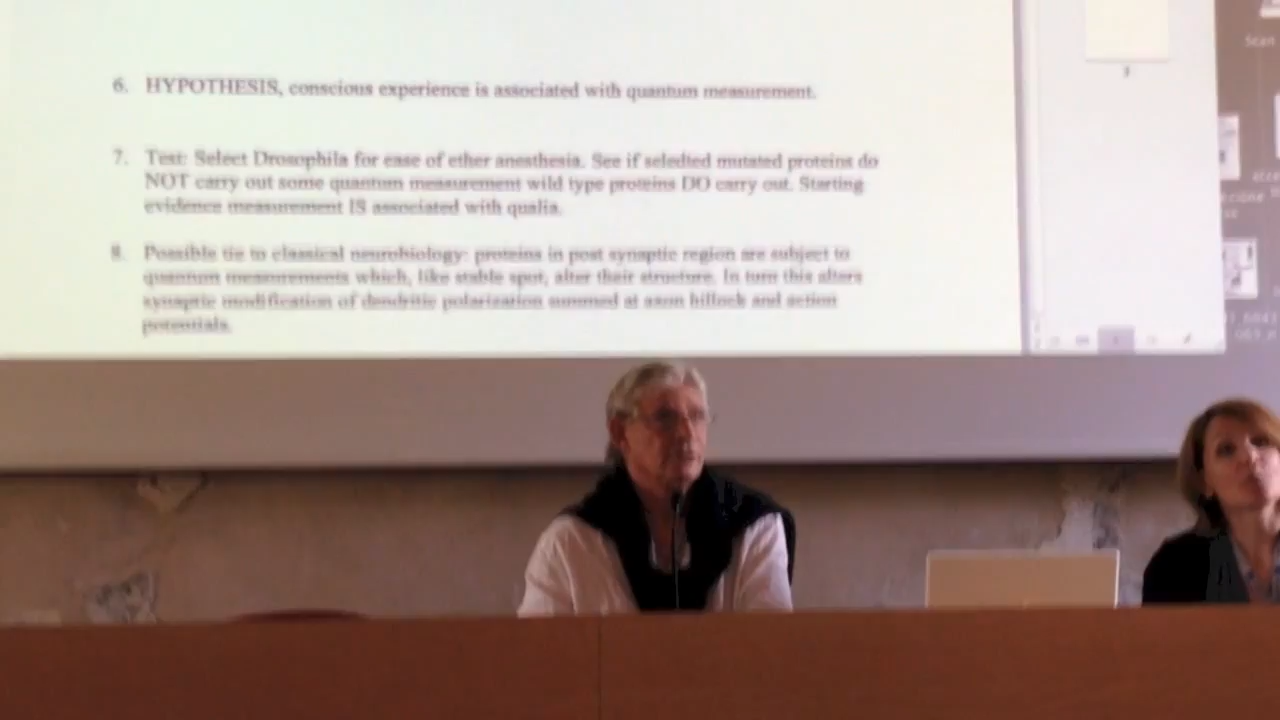 6. HYPOTHESIS, conscious experience is associated with quantum measurement.
7. Test: Select Drosophila for ease of ether anesthesia. See if seledted mutated proteins do
NOT carry out some quantum measurement wild type proteins DO carry out. Starting
evidence measurement IS associated with qualia.
8. Possible tie to classical neurobiology: proteins in post synaptic region are subject to
quantum measurements which, like stable spot, alter their structure. In turn this alters
synaptic modification of dendritic polarization summed at axon hillock and action
potentials.
Scan